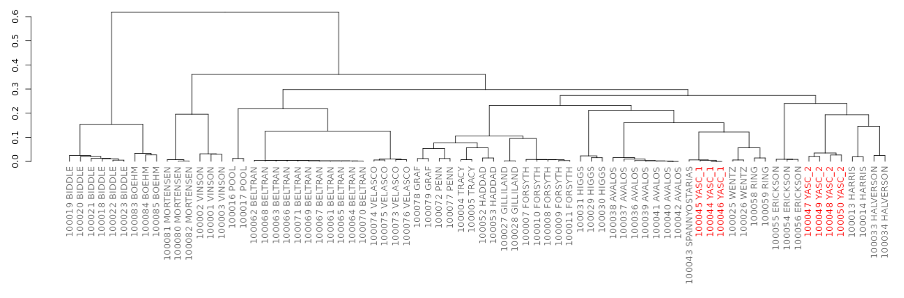 0.6
0.5
0.4
0.3
0.2
0.1
0.0
100019 BIDDLE
100020 BIDDLE
100021 BIDDLE
100018 BIDDLE
100022 BIDDLE
100023 BIDDLE
100083 BOEHM
100084 BOEHM
100085 BOEHM
100081 MORTENSEN
100080 MORTENSEN
100082 MORTENSEN
100002 VINSON
100001 VINSON
100003 VINSON
100016 POOL
100017 POOL
100062 BELTRAN
100068 BELTRAN
100063 BELTRAN
100066 BELTRAN
100071 BELTRAN
100069 BELTRAN
100067 BELTRAN
100061 BELTRAN
100065 BELTRAN
100064 BELTRAN
100070 BELTRAN
100074 VELASCO
100075 VELASCO
100073 VELASCO
100076 VELASCO
100078 GRAF
100079 GRAF
100072 PENN
100077 PENN
100004 TRACY
100005 TRACY
100052 HADDAD
100051 HADDAD
100027 GILLILAND
100028 GILLILAND
100007 FORSYTH
100010 FORSYTH
100008 FORSYTH
100009 FORSYTH
100011 FORSYTH
100031 HIGGS
100029 HIGGS
100030 HIGGS
100038 AVALOS
100037 AVALOS
100036 AVALOS
100039 AVALOS
100041 AVALOS
100040 AVALOS
100042 AVALOS
100043 SPANNOVSTARIAS
100045 YASC_1
100044 YASC_1
100046 YASC_1
100025 WENTZ
100026 WENTZ
100058 RING
100059 RING
100055 ERICKSON
100054 ERICKSON
100056 ERICKSON
100047 YASC_2
100049 YASC_2
100048 YASC_2
100050 YASC_2
100013 HARRIS
100014 HARRIS
100033 HALVERSON
100034 HALVERSON